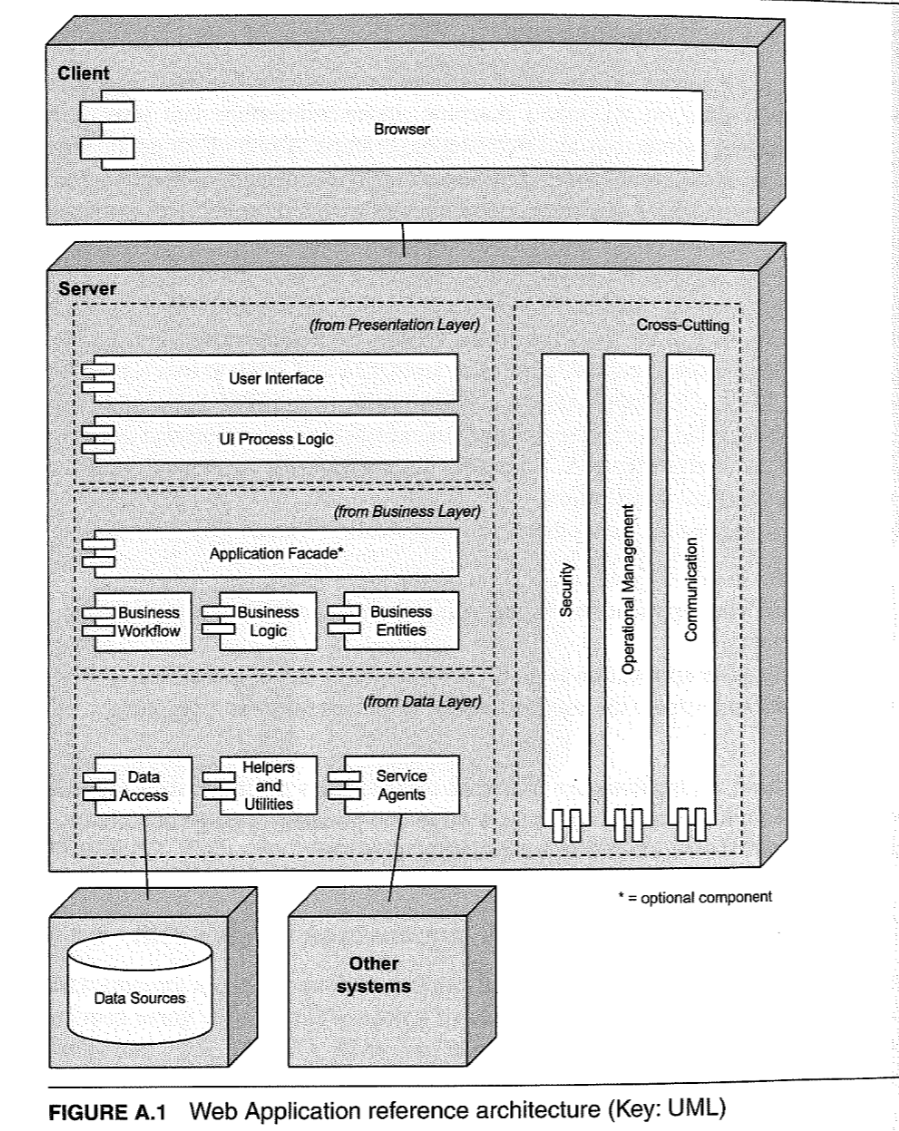 Client
Browser
Server
(from Presentation Layer)
User Interface
UI Process Logic
(from Business Layer)
Application Facade*
Business
Workflow
Business
Logic
Business
Entities
(from Data Layer)
Data
Access
Helpers
and
Utilities
Service
Agents
Cross-Cutting
Security
Operational Management
Communication
* = optional component
Data Sources
Other
systems
FIGURE A.1 Web Application reference architecture (Key: UML)